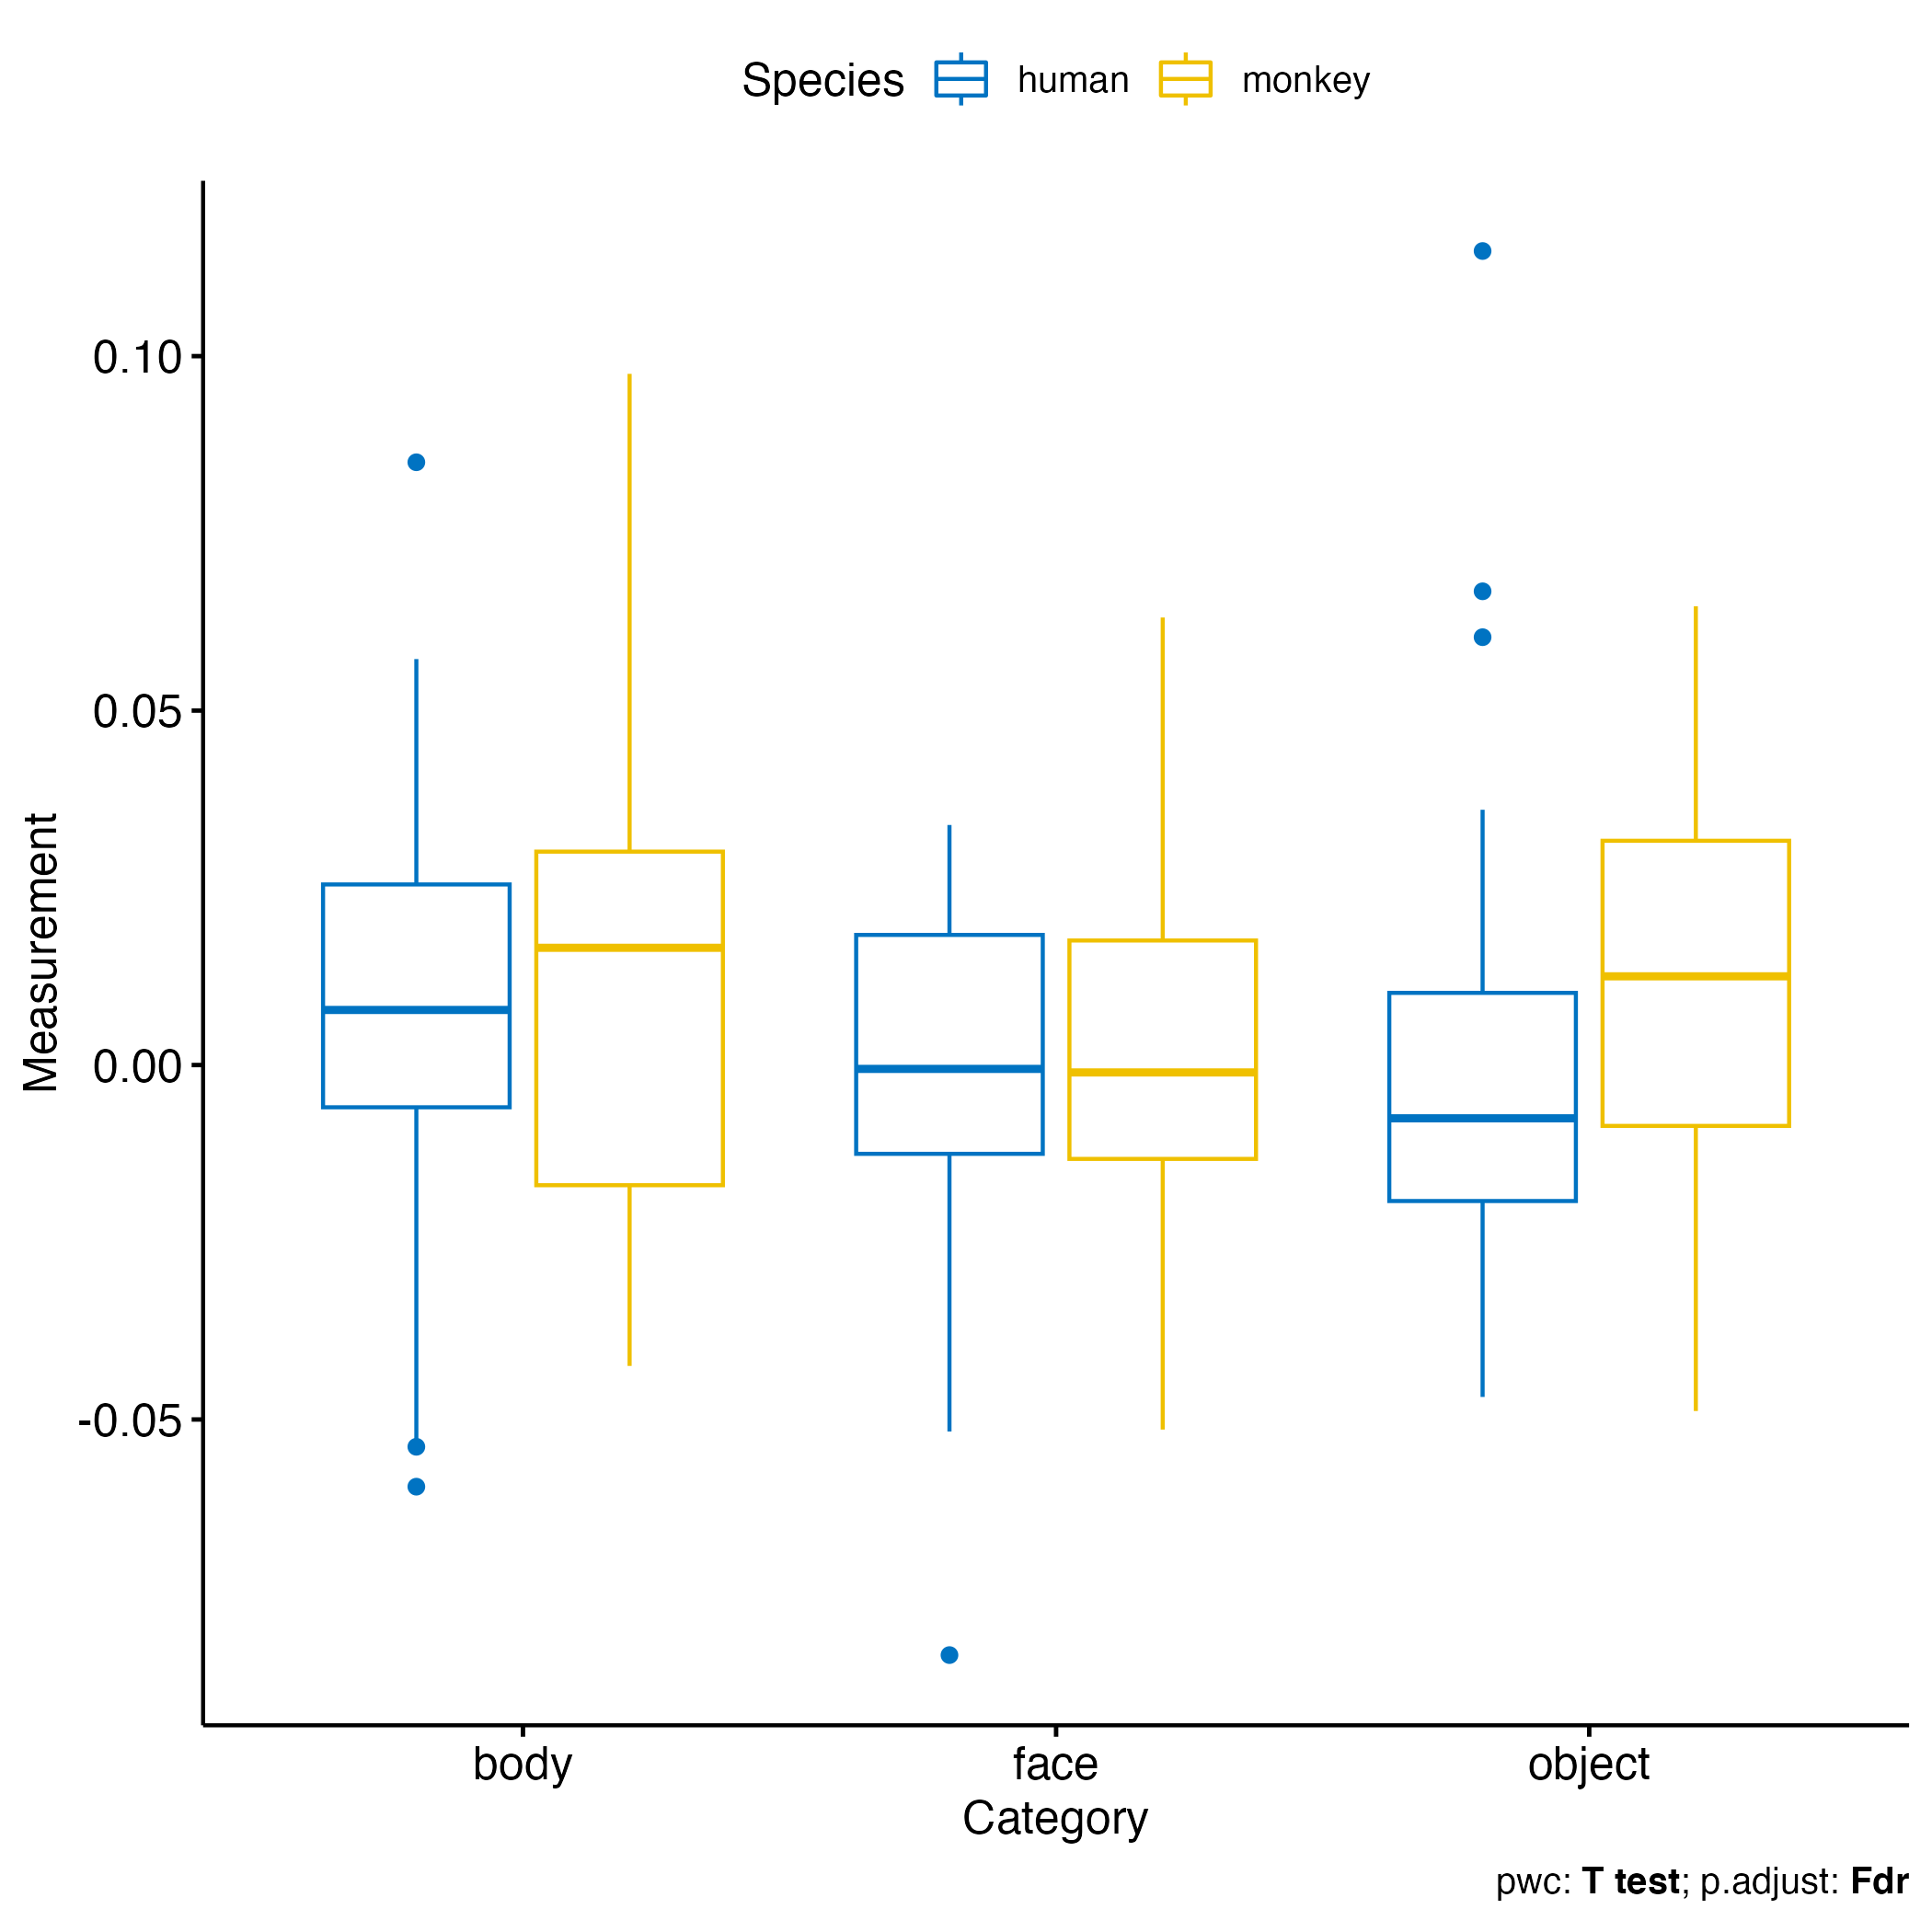 Species human monkey
0.10
0.05
0.00
-0.05
Measurement
body face object
Category
pwc: T test; p.adjust: Fdr